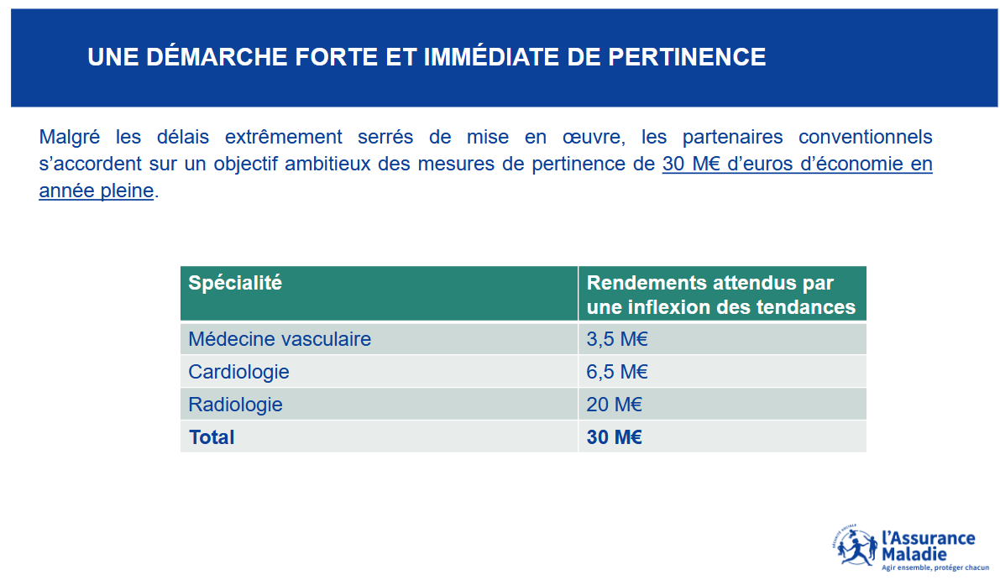 UNE DÉMARCHE FORTE ET IMMÉDIATE DE PERTINENCE
Malgré les délais extrêmement serrés de mise en œuvre, les partenaires conventionnels
s’accordent sur un objectif ambitieux des mesures de pertinence de 30 M€ d’euros d’économie en
année pleine.
Spécialité
Rendements attendus par
une inflexion des tendances
Médecine vasculaire
3,5 M€
Cardiologie
6,5 M€
Radiologie
20 M€
Total
30 M€
SÉCURITÉ SOCIALE
l’Assurance
Maladie
Agir ensemble, protéger chacun